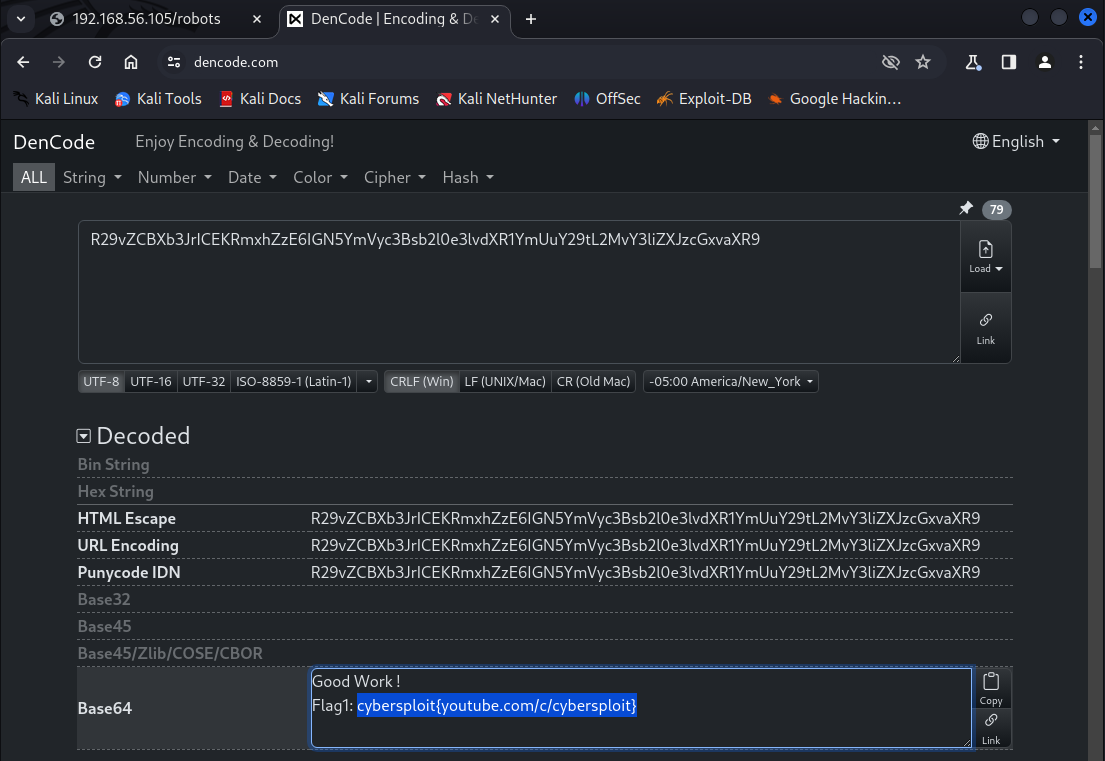 192.168.56.105/robots
DenCode | Encoding & De
dencode.com
Kali Linux
Kali Tools
Kali Docs
Kali Forums
Kali NetHunter
OffSec
Exploit-DB
Google Hackin…
DenCode
Enjoy Encoding & Decoding!
English
ALL
String
Number
Date
Color
Cipher
Hash
79
R29vZCBXb3JrICEKRmxhZzE6IGN5YmVyc3Bsb2l0e3lvdXR1YmUuY29tL2MvY3liZXJzcGxvaXR9
Load
Link
UTF-8
UTF-16
UTF-32
ISO-8859-1 (Latin-1)
CRLF (Win)
LF (UNIX/Mac)
CR (Old Mac)
-05:00 America/New_York
Decoded
Bin String
Hex String
HTML Escape R29vZCBXb3JrICEKRmxhZzE6IGN5YmVyc3Bsb2l0e3lvdXR1YmUuY29tL2MvY3liZXJzcGxvaXR9
URL Encoding R29vZCBXb3JrICEKRmxhZzE6IGN5YmVyc3Bsb2l0e3lvdXR1YmUuY29tL2MvY3liZXJzcGxvaXR9
Punycode IDN R29vZCBXb3JrICEKRmxhZzE6IGN5YmVyc3Bsb2l0e3lvdXR1YmUuY29tL2MvY3liZXJzcGxvaXR9
Base32
Base45
Base45/Zlib/COSE/CBOR
Base64
Good Work !
Flag1: cybersploit{youtube.com/c/cybersploit}
Copy
Link